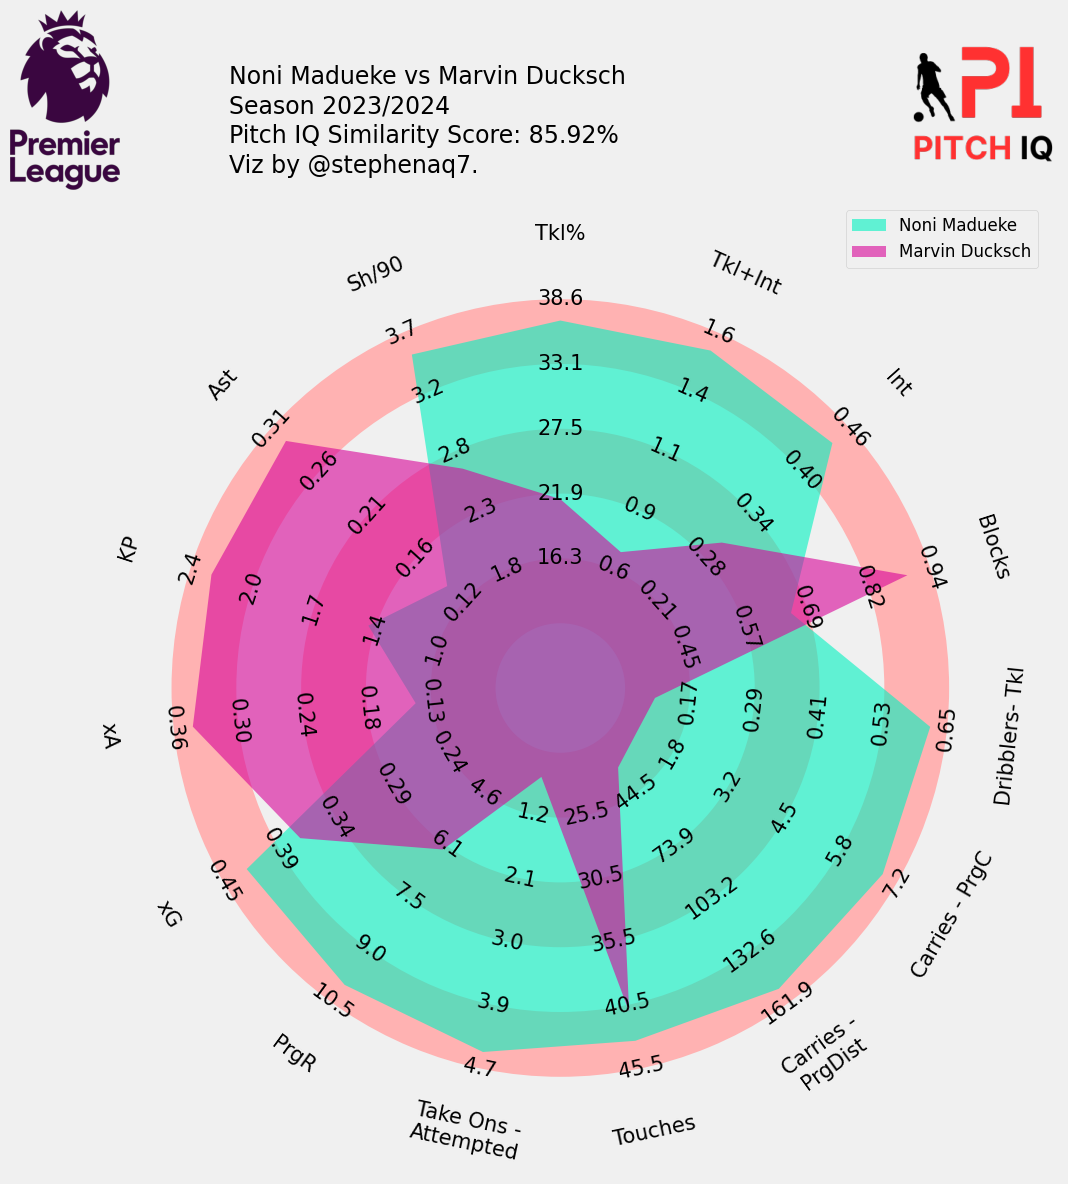 Premier
League
Noni Madueke vs Marvin Ducksch
Season 2023/2024
Pitch IQ Similarity Score: 85.92%
Viz by @stephenaq7.
PI
PITCH IQ
Noni Madueke
Marvin Ducksch
Tkl%
16.3
21.9
27.5
33.1
38.6
Tkl+Int
0.6
0.9
1.1
1.4
1.6
Int
0.21
0.28
0.34
0.40
0.46
Blocks
0.45
0.57
0.69
0.82
0.94
Dribblers- Tkl
0.17
0.29
0.41
0.53
0.65
Carries - PrgC
1.8
3.2
4.5
5.8
7.2
Carries -
PrgDist
44.5
73.9
103.2
132.6
161.9
Touches
25.5
30.5
35.5
40.5
45.5
Take Ons -
Attempted
1.2
2.1
3.0
3.9
4.7
PrgR
4.6
6.1
7.5
9.0
10.5
xG
0.24
0.29
0.34
0.39
0.45
xA
0.13
0.18
0.24
0.30
0.36
KP
1.0
1.4
1.7
2.0
2.4
Ast
0.12
0.16
0.21
0.26
0.31
Sh/90
1.8
2.3
2.8
3.2
3.7